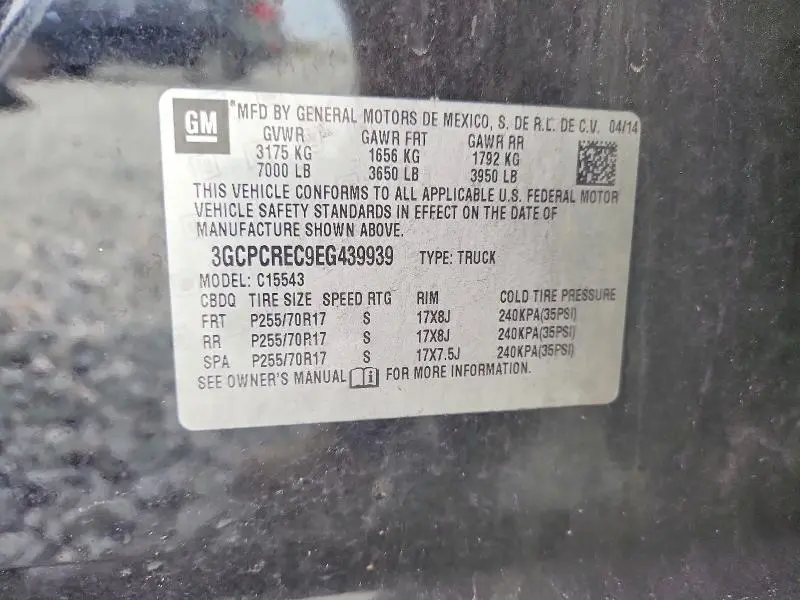 GM ®MFD BY GENERAL MOTORS DE MEXICO, S. DE R.L. DE C.V. 04/14
GVWR GAWR FRT GAWR RR
3175 KG 1656 KG 1792 KG
7000 LB 3650 LB 3950 LB
THIS VEHICLE CONFORMS TO ALL APPLICABLE U.S. FEDERAL MOTOR
VEHICLE SAFETY STANDARDS IN EFFECT ON THE DATE OF
MANUFACTURE SHOWN ABOVE.
3GCPCREC9EG439939 TYPE: TRUCK
MODEL: C15543
CBDQ TIRE SIZE SPEED RTG RIM COLD TIRE PRESSURE
FRT P255/70R17 S 17X8J 240KPA(35PSI)
RR P255/70R17 S 17X8J 240KPA(35PSI)
SPA P255/70R17 S 17X7.5J 240KPA(35PSI)
SEE OWNER'S MANUAL FOR MORE INFORMATION.